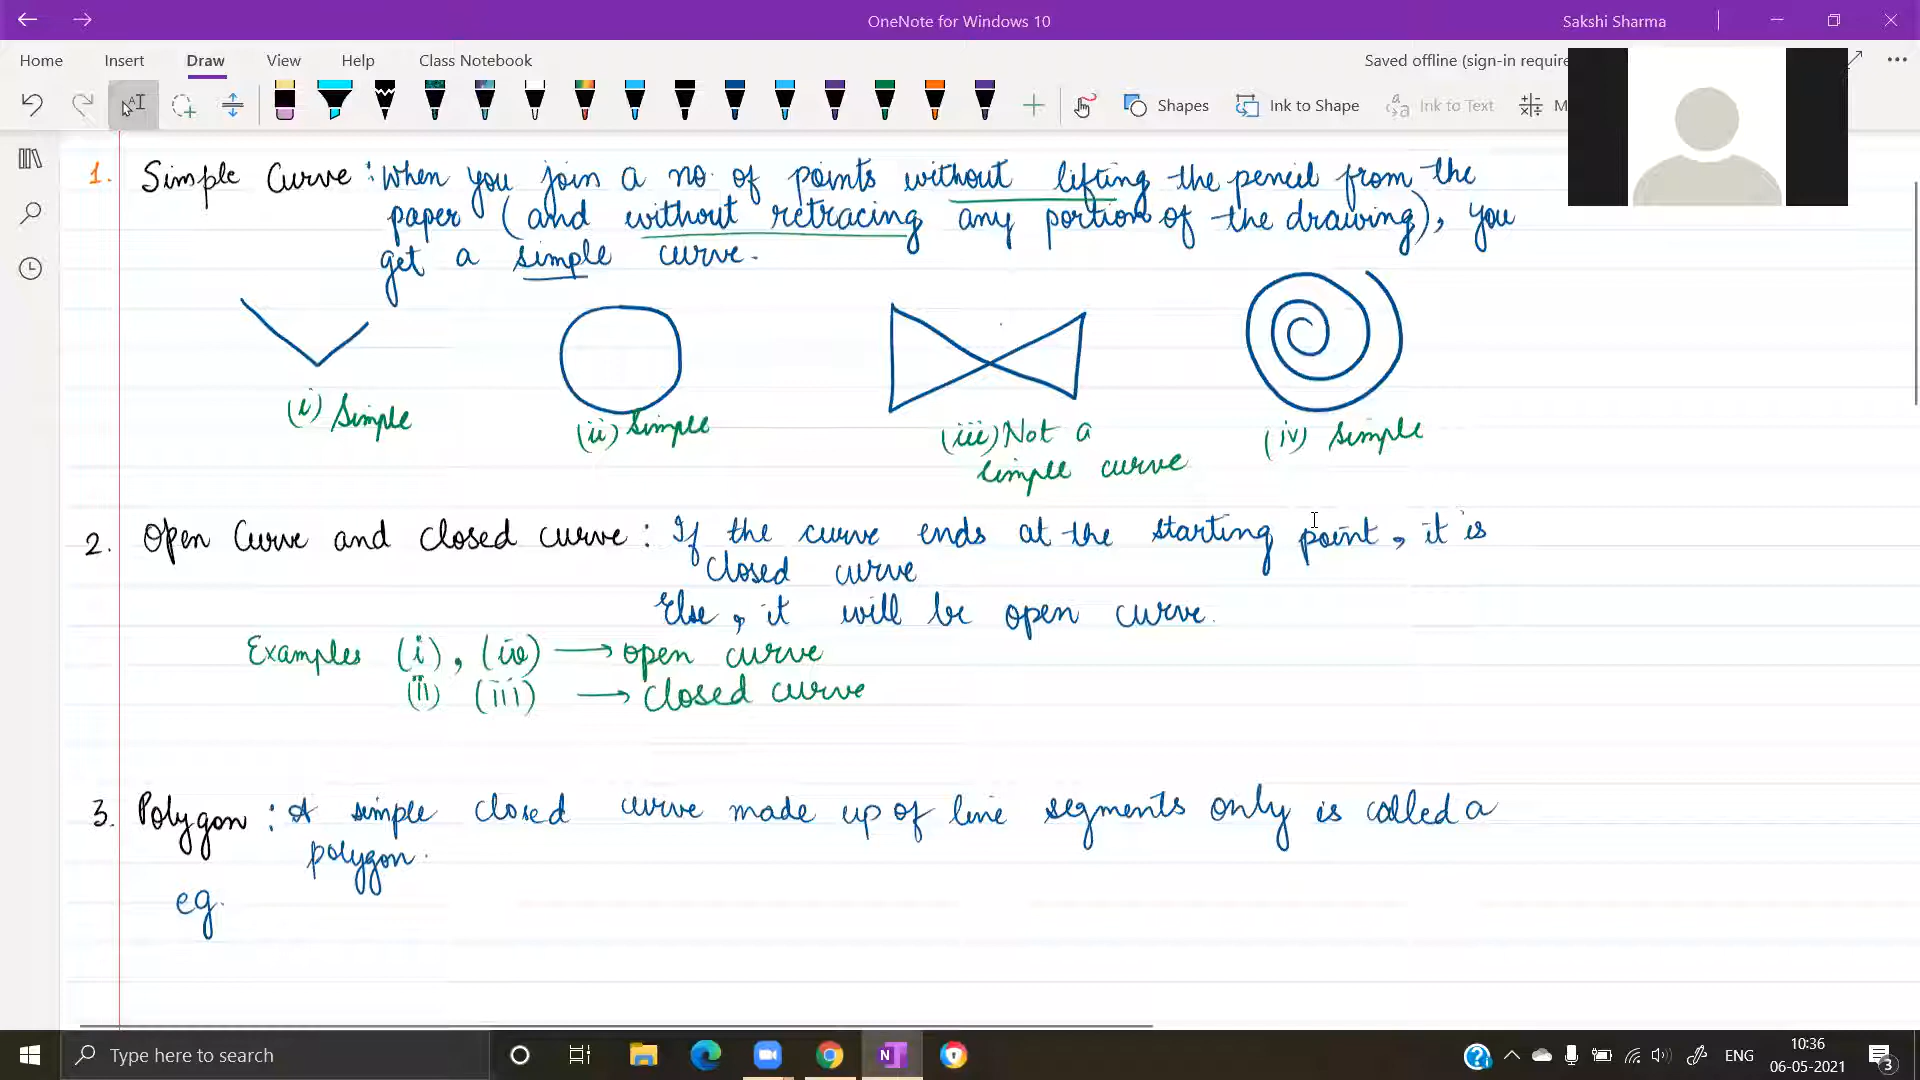 OneNote for Windows 10
Sakshi Sharma
Home Insert Draw View Help Class Notebook
Saved offline (sign-in require
Shapes Ink to Shape Ink to Text M
1. Simple Curve : When you join a no. of points without lifting the pencil from the
paper (and without retracing any portion of the drawing), you
get a simple curve.
(i) Simple
(ii) Simple
(iii) Not a
simple curve
(iv) Simple
2. Open Curve and closed curve : If the curve ends at the starting point, it is
closed curve
Else, it will be open curve.
Examples (i), (iv) → open curve
(ii) (iii) → closed curve
3. Polygon : A simple closed curve made up of line segments only is called a
polygon.
eg.
Type here to search
ENG
10:36
06-05-2021
3